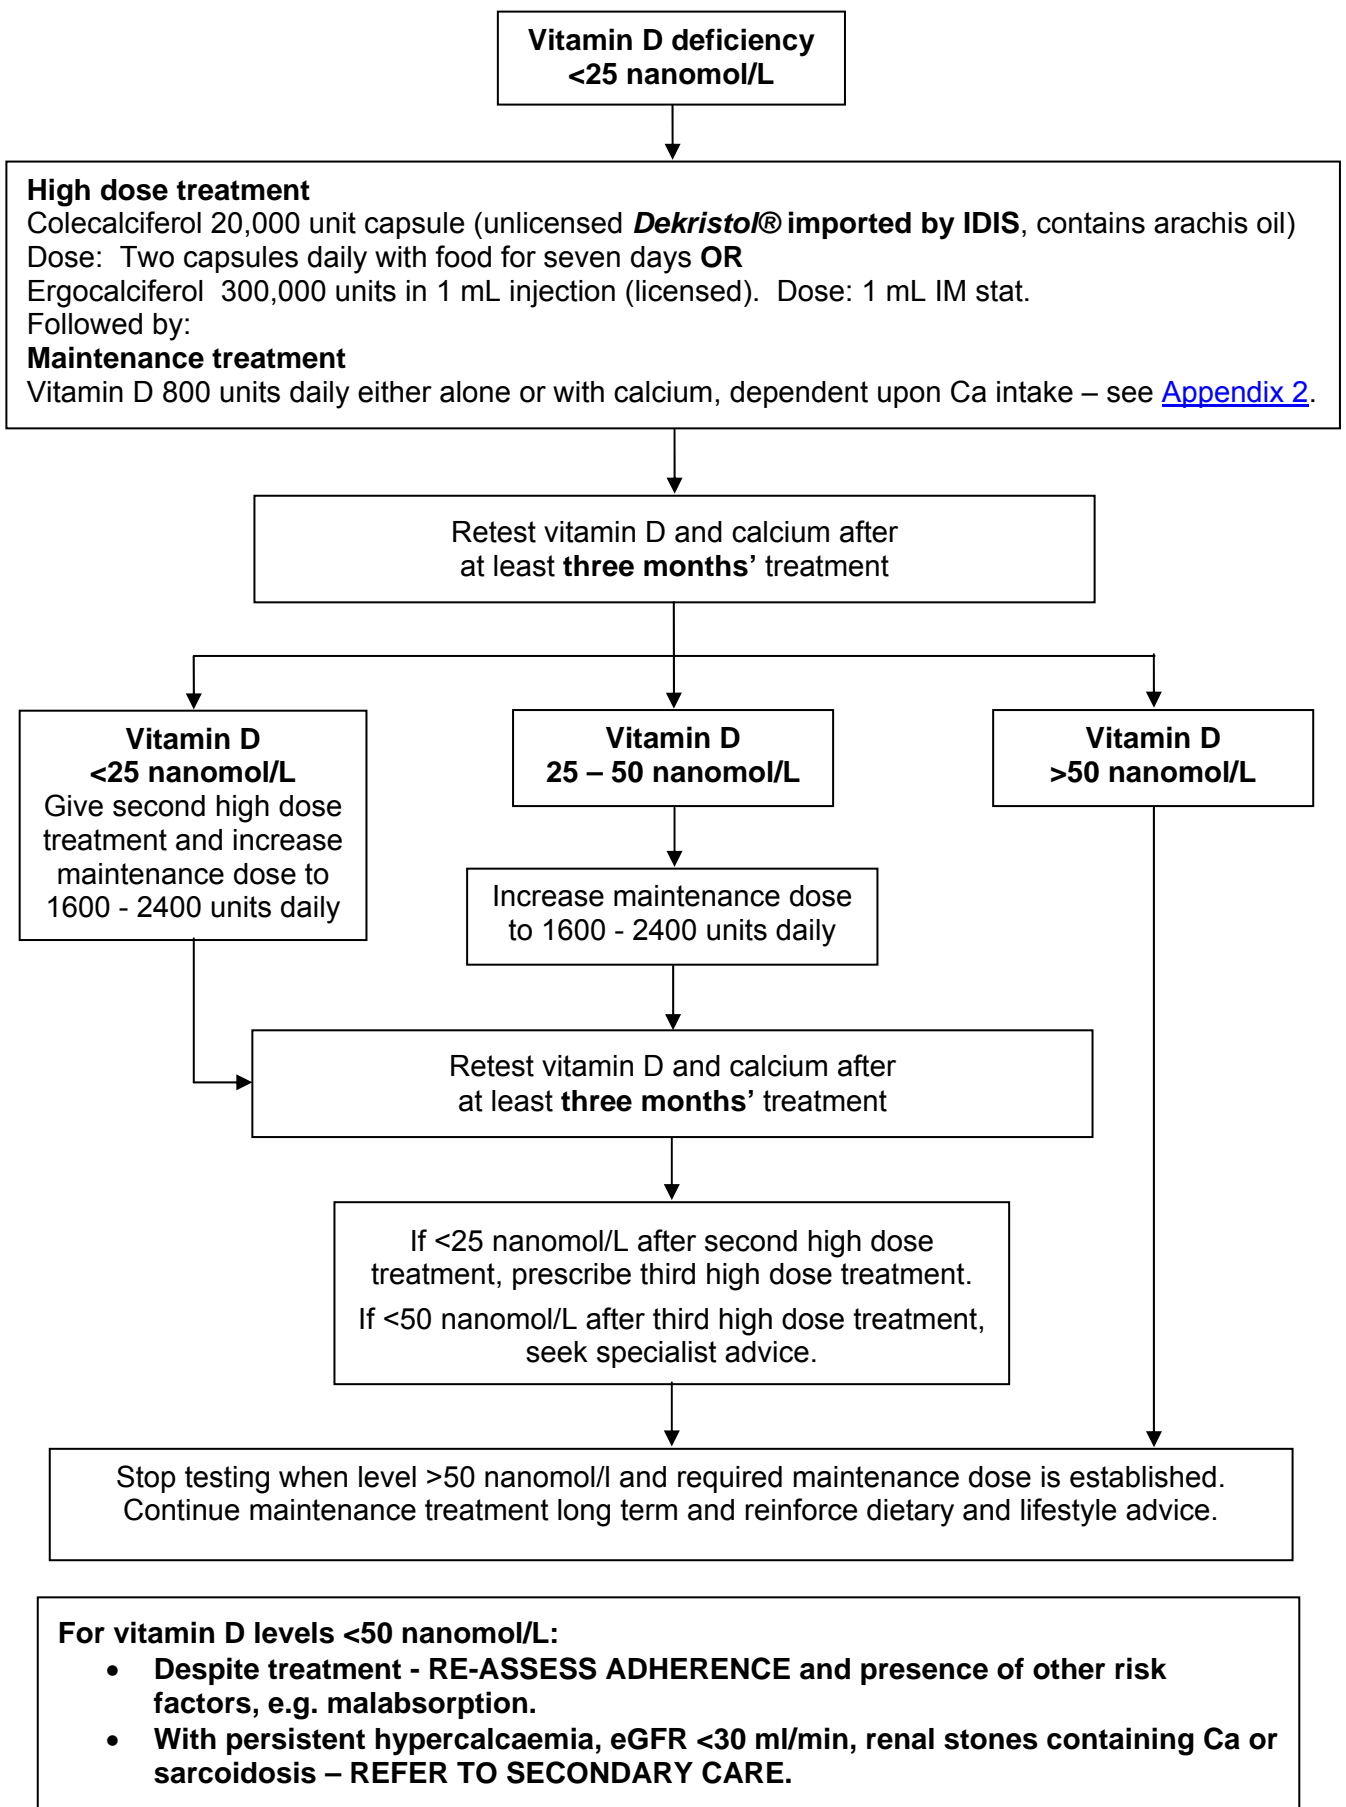 Vitamin D deficiency
<25 nanomol/L
High dose treatment
Colecalciferol 20,000 unit capsule (unlicensed Dekristol® imported by IDIS, contains arachis oil)
Dose:  Two capsules daily with food for seven days OR
Ergocalciferol  300,000 units in 1 mL injection (licensed).  Dose: 1 mL IM stat.
Followed by:
Maintenance treatment
Vitamin D 800 units daily either alone or with calcium, dependent upon Ca intake – see Appendix 2.
Retest vitamin D and calcium after
at least three months’ treatment
Vitamin D
<25 nanomol/L
Give second high dose
treatment and increase
maintenance dose to
1600 - 2400 units daily
Vitamin D
25 – 50 nanomol/L
Vitamin D
>50 nanomol/L
Increase maintenance dose
to 1600 - 2400 units daily
Retest vitamin D and calcium after
at least three months’ treatment
If <25 nanomol/L after second high dose
treatment, prescribe third high dose treatment.
If <50 nanomol/L after third high dose treatment,
seek specialist advice.
Stop testing when level >50 nanomol/l and required maintenance dose is established.
Continue maintenance treatment long term and reinforce dietary and lifestyle advice.
For vitamin D levels <50 nanomol/L:
• Despite treatment - RE-ASSESS ADHERENCE and presence of other risk
factors, e.g. malabsorption.
• With persistent hypercalcaemia, eGFR <30 ml/min, renal stones containing Ca or
sarcoidosis – REFER TO SECONDARY CARE.